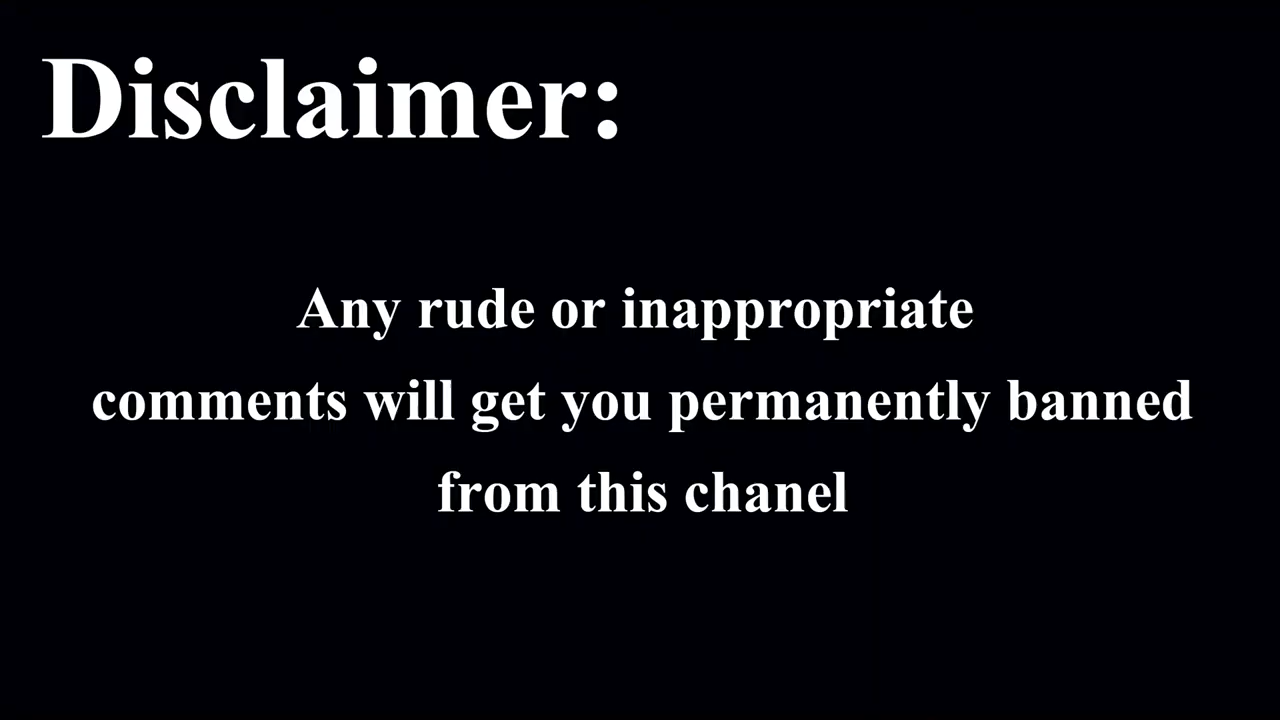 Disclaimer:
Any rude or inappropriate
comments will get you permanently banned
from this chanel